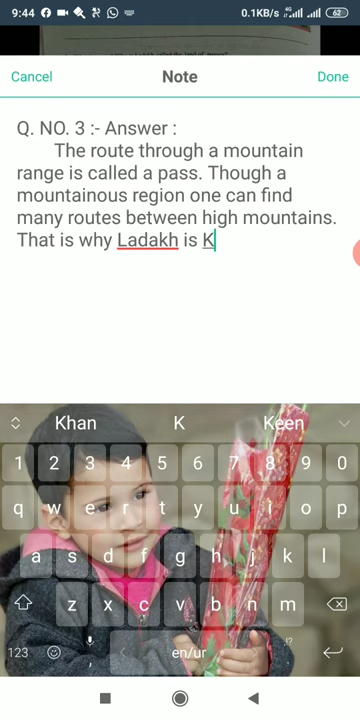 9:44 0.1KB/s 4G 62
Cancel Note Done
Q. NO. 3 :- Answer :
The route through a mountain
range is called a pass. Though a
mountainous region one can find
many routes between high mountains.
That is why Ladakh is K
Khan K Keen
1 2 3 4 5 6 7 8 9 0
q w e r t y u i o p
a s d f g h j k l
z x c v b n m
123 , en/ur .!?